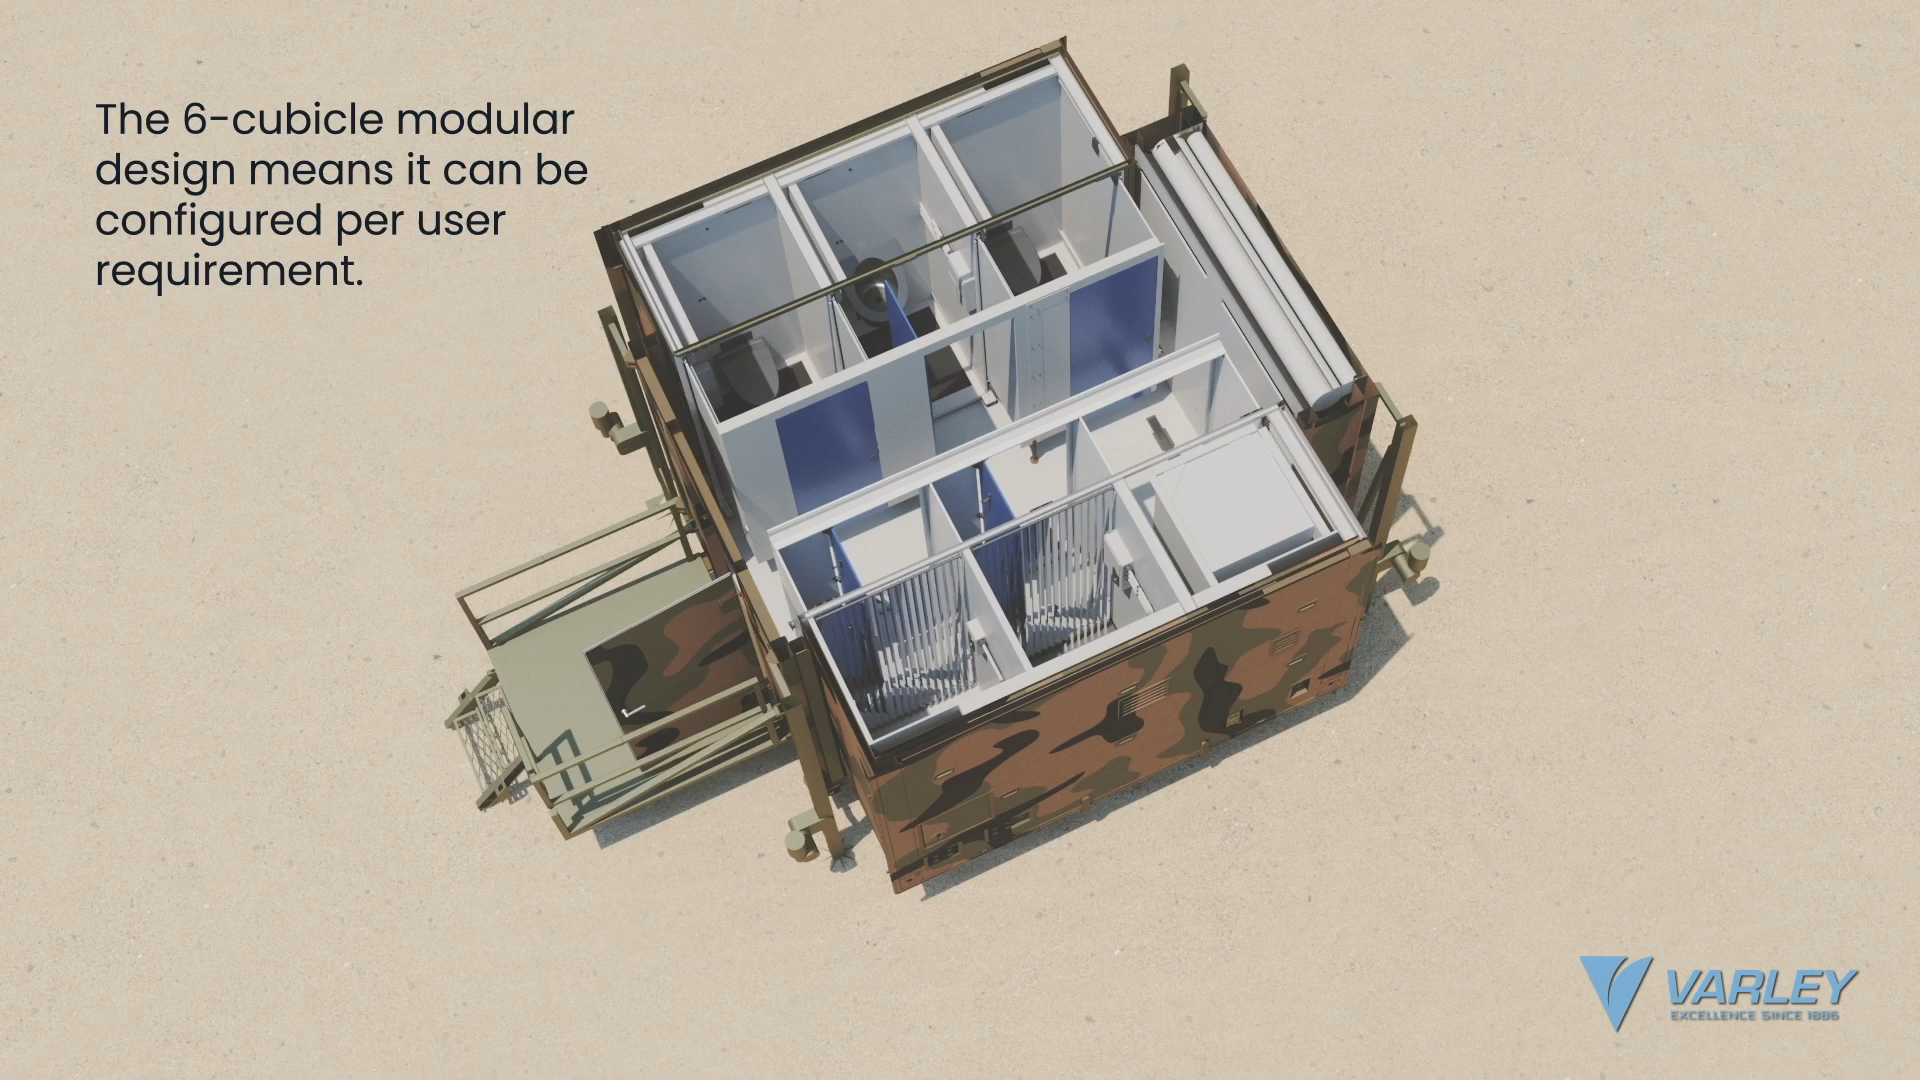 The 6-cubicle modular
design means it can be
configured per user
requirement.
VARLEY
EXCELLENCE SINCE 1886